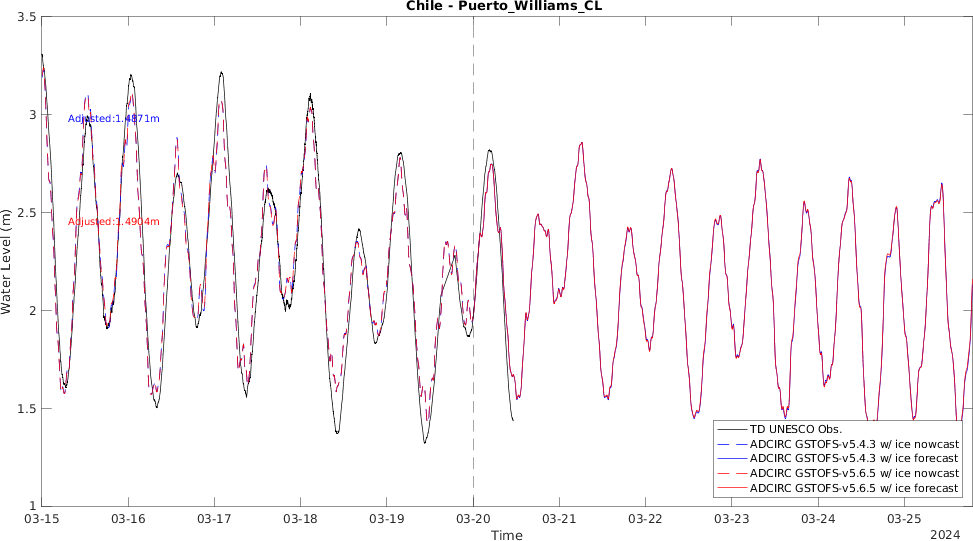 Chile - Puerto_Williams_CL
3.5
3
2.5
2
1.5
1
Water Level (m)
Adjusted:1.4871m
Adjusted:1.4904m
TD UNESCO Obs.
ADCIRC GSTOFS-v5.4.3 w/ ice nowcast
ADCIRC GSTOFS-v5.4.3 w/ ice forecast
ADCIRC GSTOFS-v5.6.5 w/ ice nowcast
ADCIRC GSTOFS-v5.6.5 w/ ice forecast
03-15 03-16 03-17 03-18 03-19 03-20 03-21 03-22 03-23 03-24 03-25
Time
2024